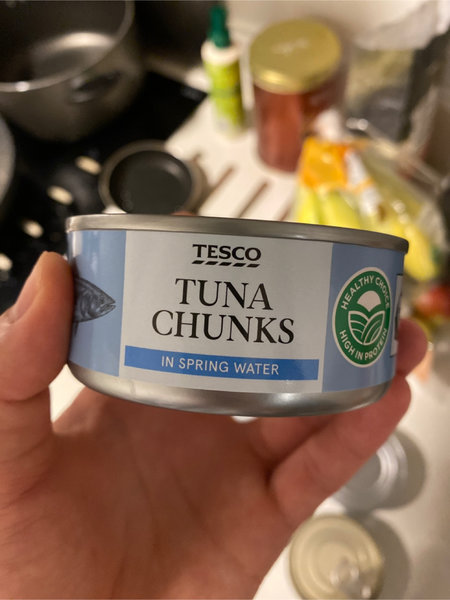 TESCO
TUNA
CHUNKS
IN SPRING WATER
HEALTHY CHOICE
HIGH IN PROTEIN